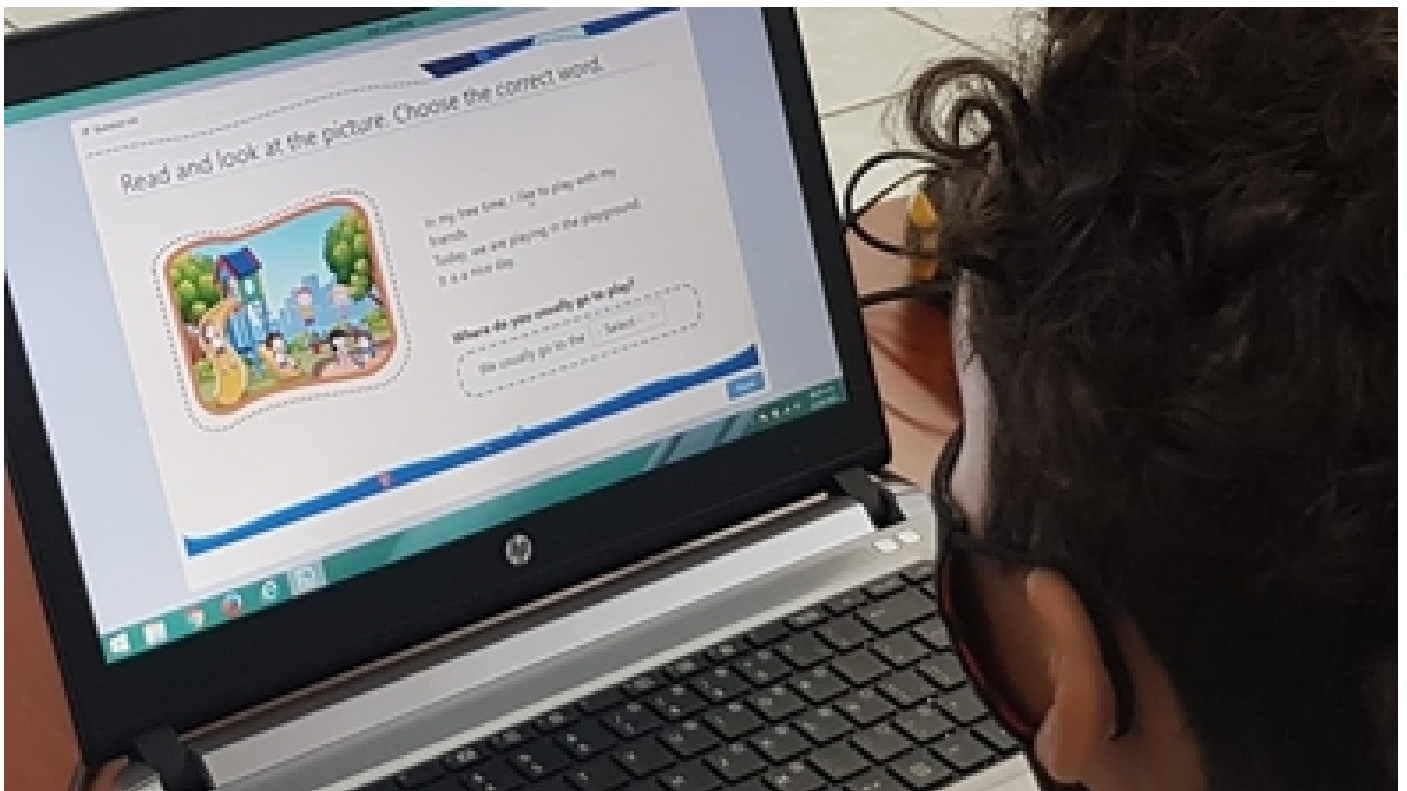 Read and look at the picture. Choose the correct word.
In my free time, I like to play with my
friends.
Today, we are playing in the playground.
It is a nice day.
Where do you usually go to play?
We usually go to the Select
hp